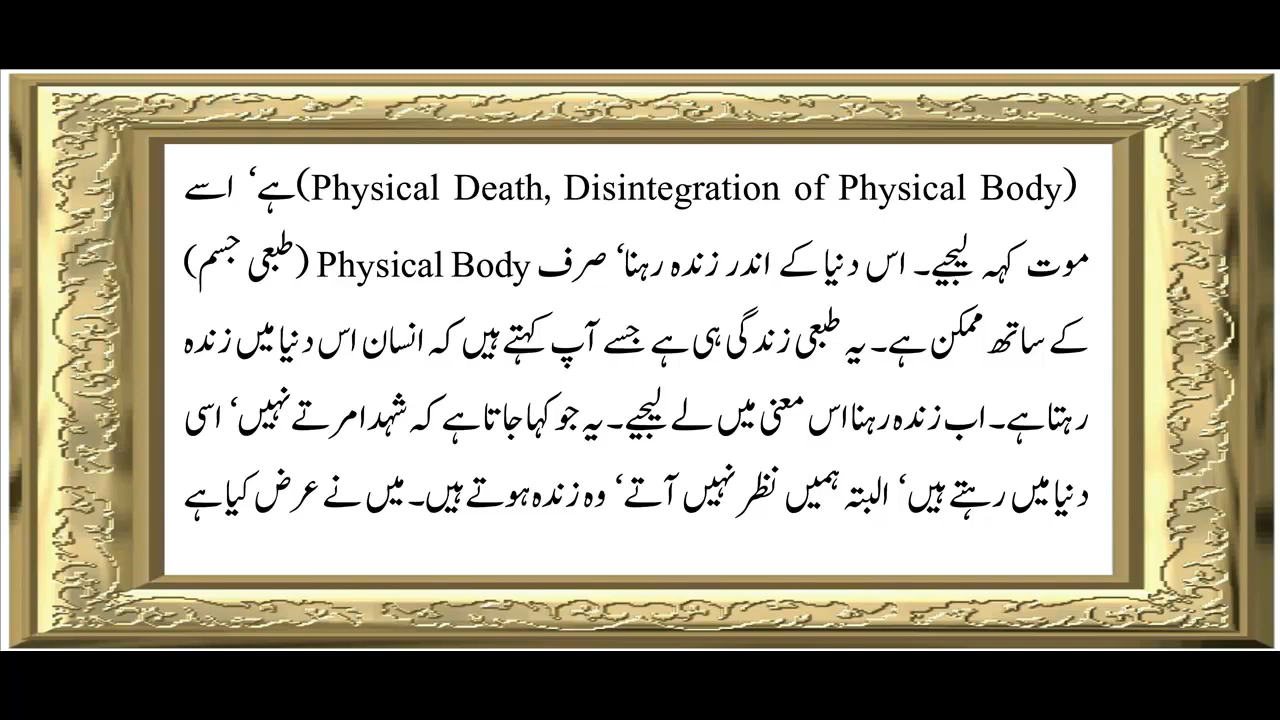 (Physical Death, Disintegration of Physical Body)ہے‘ اسے
موت کہہ لیجیے۔ اس دنیا کے اندر زندہ رہنا‘ صرف Physical Body (طبعی جسم)
کے ساتھ ممکن ہے۔ یہ طبعی زندگی ہی ہے جسے آپ کہتے ہیں کہ انسان اس دنیا میں زندہ
رہتا ہے۔ اب زندہ رہنا اس معنی میں لے لیجیے۔ یہ جو کہا جاتا ہے کہ شہدا مرتے نہیں‘ اسی
دنیا میں رہتے ہیں‘ البتہ ہمیں نظر نہیں آتے‘ وہ زندہ ہوتے ہیں۔ میں نے عرض کیا ہے